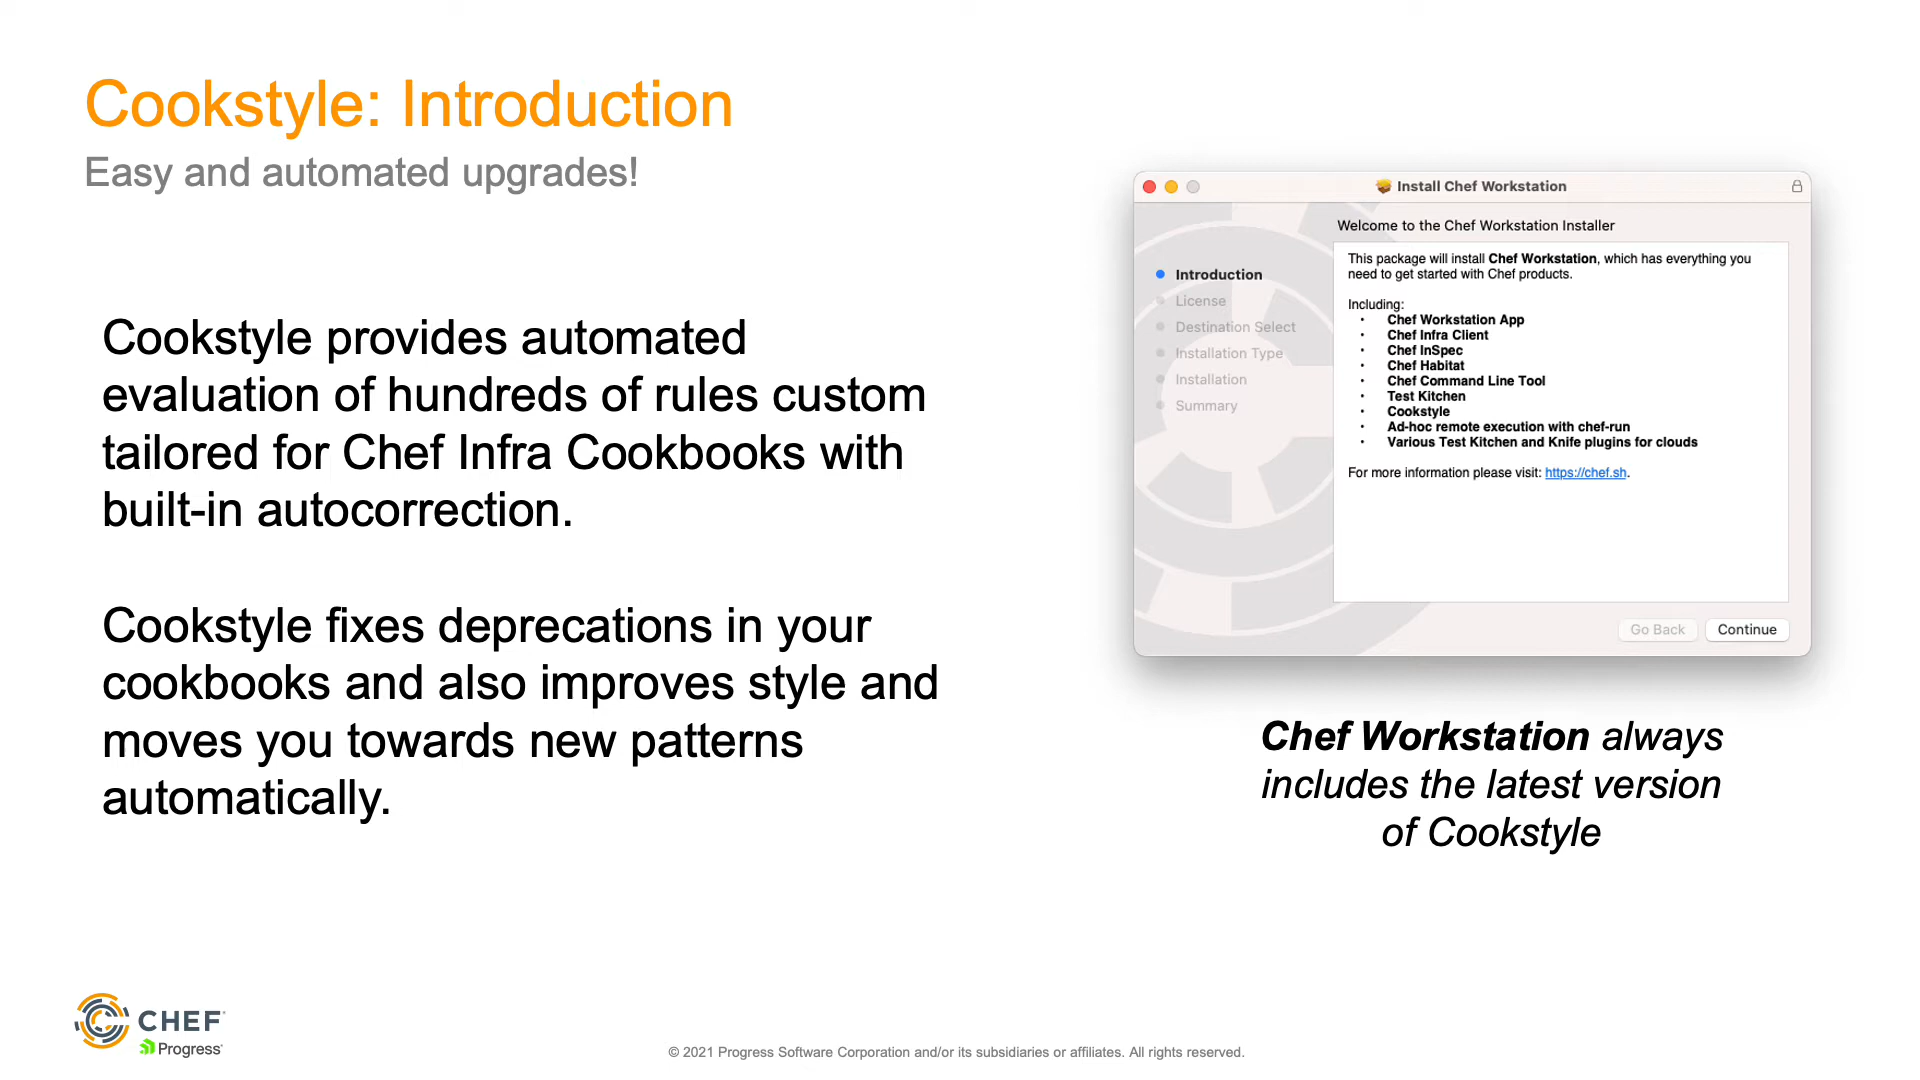 Cookstyle: Introduction
Easy and automated upgrades!
Cookstyle provides automated
evaluation of hundreds of rules custom
tailored for Chef Infra Cookbooks with
built-in autocorrection.
Cookstyle fixes deprecations in your
cookbooks and also improves style and
moves you towards new patterns
automatically.
Install Chef Workstation
Welcome to the Chef Workstation Installer
Introduction
License
Destination Select
Installation Type
Installation
Summary
This package will install Chef Workstation, which has everything you
need to get started with Chef products.
Including:
• Chef Workstation App
• Chef Infra Client
• Chef InSpec
• Chef Habitat
• Chef Command Line Tool
• Test Kitchen
• Cookstyle
• Ad-hoc remote execution with chef-run
• Various Test Kitchen and Knife plugins for clouds
For more information please visit: https://chef.sh.
Go Back
Continue
Chef Workstation always
includes the latest version
of Cookstyle
CHEF
Progress
© 2021 Progress Software Corporation and/or its subsidiaries or affiliates. All rights reserved.